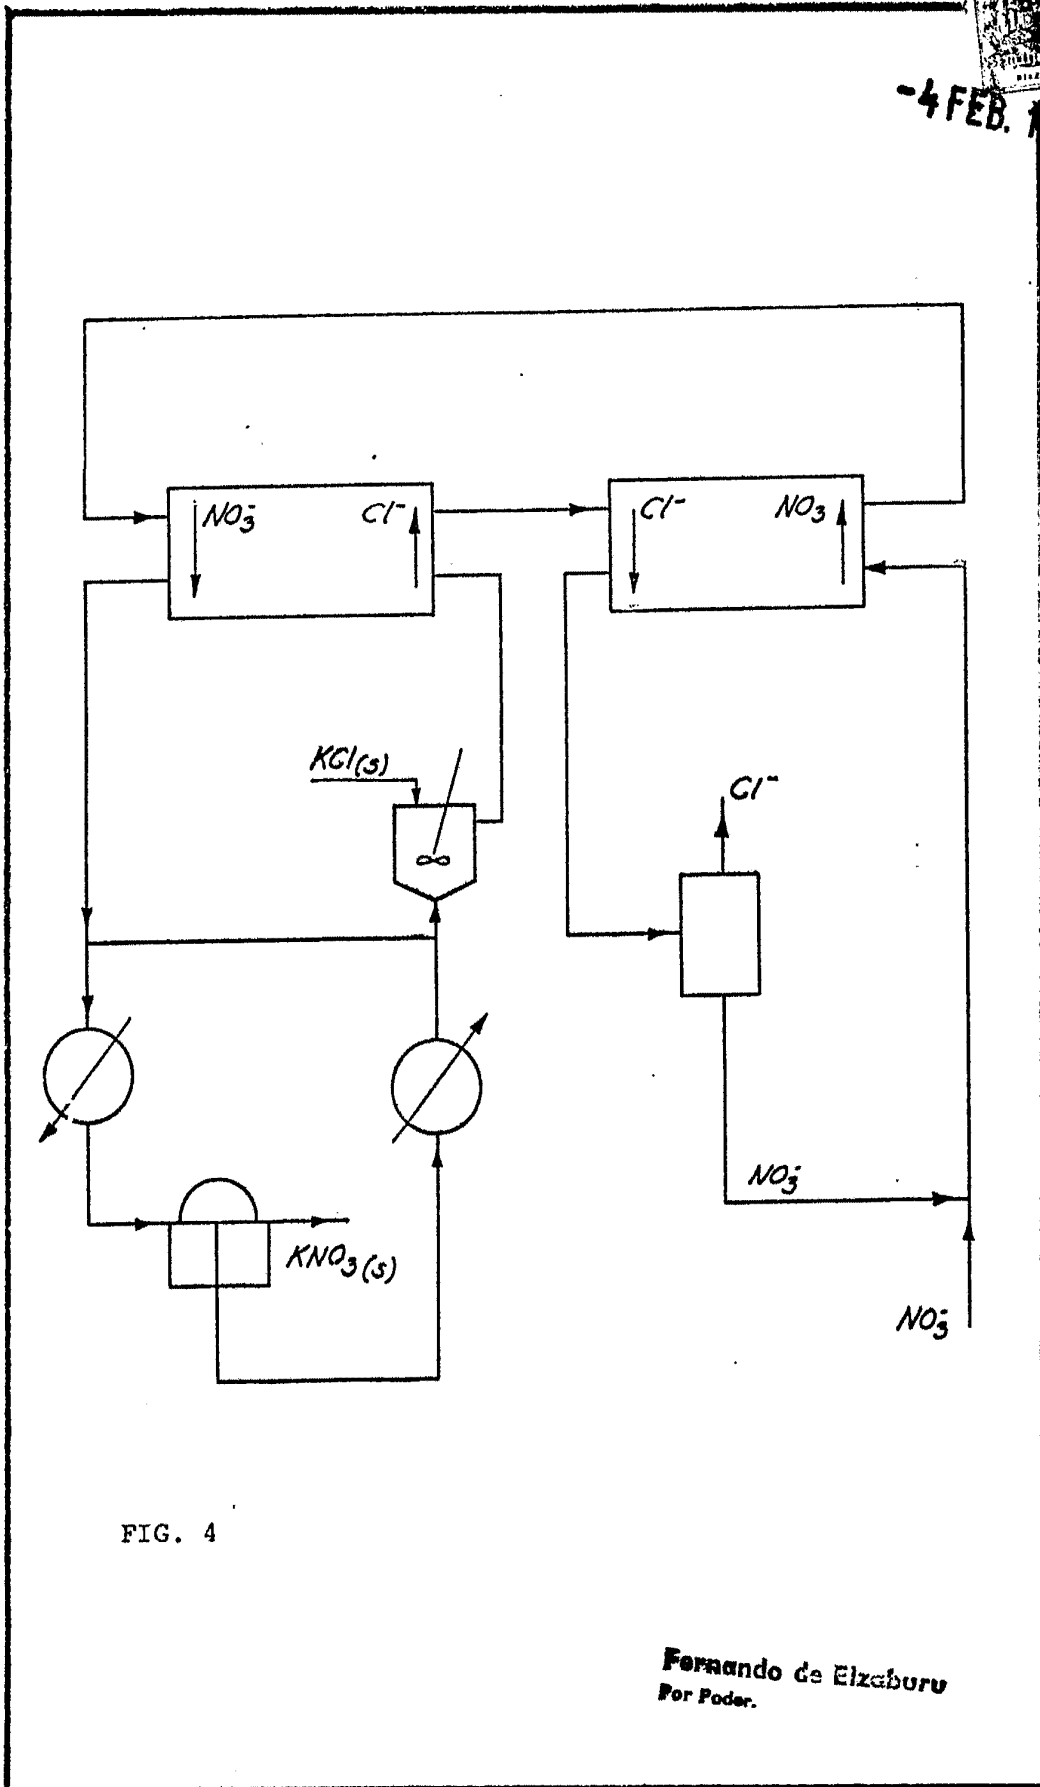 -4 FEB.
NO₃⁻
Cl⁻
Cl⁻
NO₃
KCl(s)
Cl⁻
NO₃⁻
KNO₃(s)
NO₃⁻
FIG. 4
Fernando de Elzaburu
Por Poder.